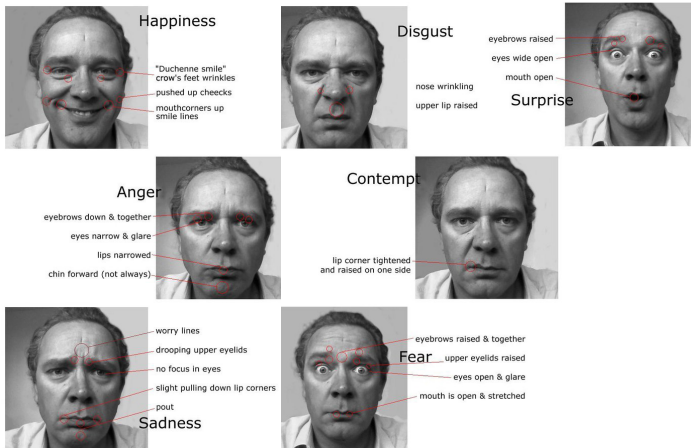 Happiness
"Duchenne smile"
crow's feet wrinkles
pushed up cheecks
mouthcorners up
smile lines
Disgust
nose wrinkling
upper lip raised
eyebrows raised
eyes wide open
mouth open
Surprise
Anger
eyebrows down & together
eyes narrow & glare
lips narrowed
chin forward (not always)
Contempt
lip corner tightened
and raised on one side
worry lines
drooping upper eyelids
no focus in eyes
slight pulling down lip corners
pout
Sadness
eyebrows raised & together
Fear
upper eyelids raised
eyes open & glare
mouth is open & stretched